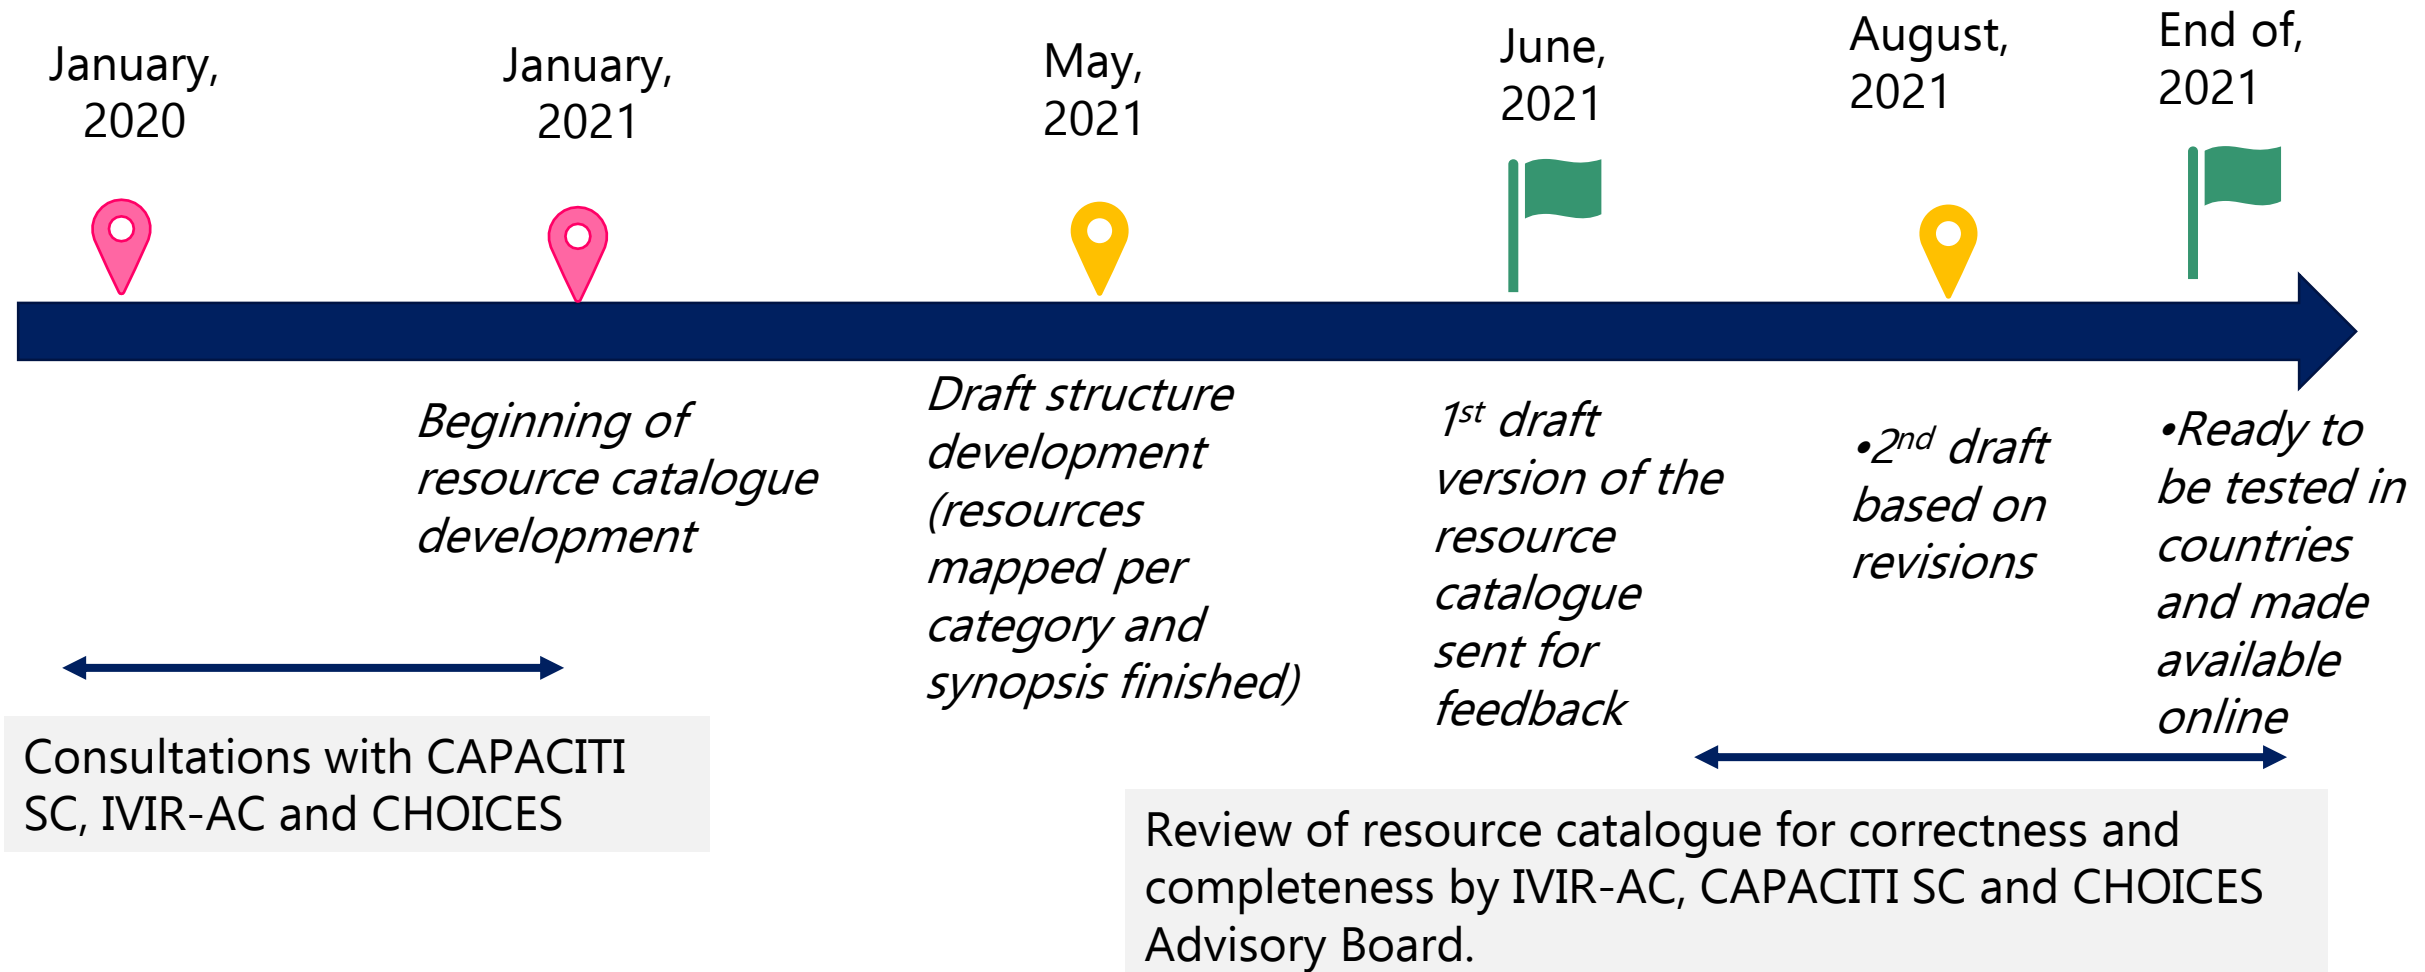 January,
2020
January,
2021
May,
2021
June,
2021
August,
2021
End of,
2021
Beginning of
resource catalogue
development
Draft structure
development
(resources
mapped per
category and
synopsis finished)
1st draft
version of the
resource
catalogue
sent for
feedback
•2nd draft
based on
revisions
•Ready to
be tested in
countries
and made
available
online
Consultations with CAPACITI
SC, IVIR-AC and CHOICES
Review of resource catalogue for correctness and
completeness by IVIR-AC, CAPACITI SC and CHOICES
Advisory Board.